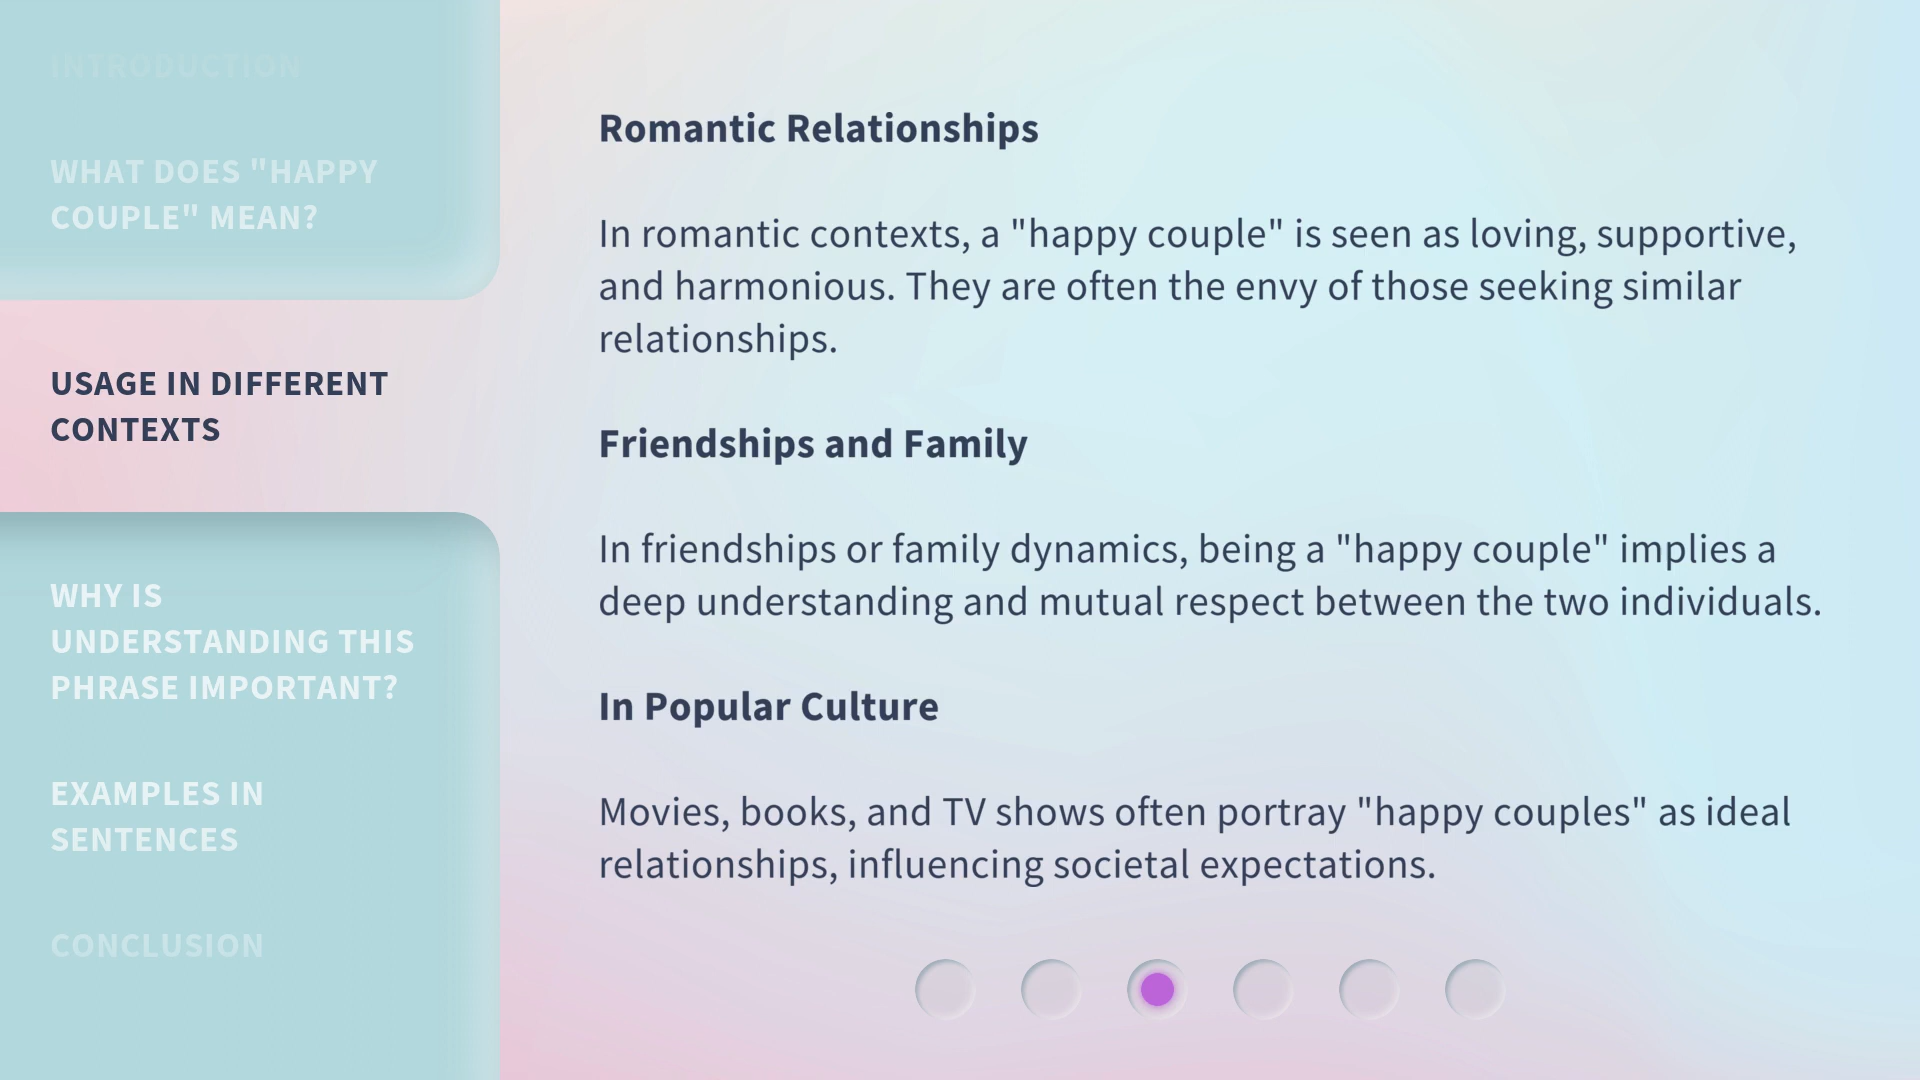 INTRODUCTION
WHAT DOES "HAPPY
COUPLE" MEAN?
USAGE IN DIFFERENT
CONTEXTS
WHY IS
UNDERSTANDING THIS
PHRASE IMPORTANT?
EXAMPLES IN
SENTENCES
CONCLUSION
Romantic Relationships
In romantic contexts, a "happy couple" is seen as loving, supportive,
and harmonious. They are often the envy of those seeking similar
relationships.
Friendships and Family
In friendships or family dynamics, being a "happy couple" implies a
deep understanding and mutual respect between the two individuals.
In Popular Culture
Movies, books, and TV shows often portray "happy couples" as ideal
relationships, influencing societal expectations.